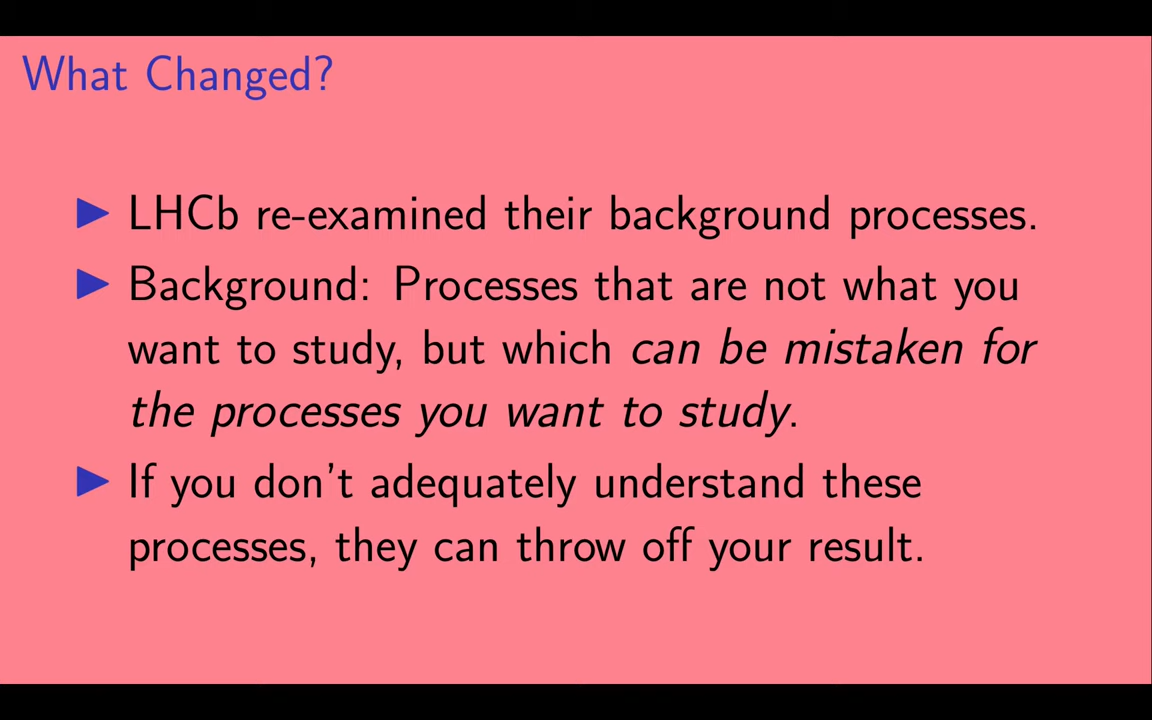 What Changed?
LHCb re-examined their background processes.
Background: Processes that are not what you
want to study, but which can be mistaken for
the processes you want to study.
If you don't adequately understand these
processes, they can throw off your result.